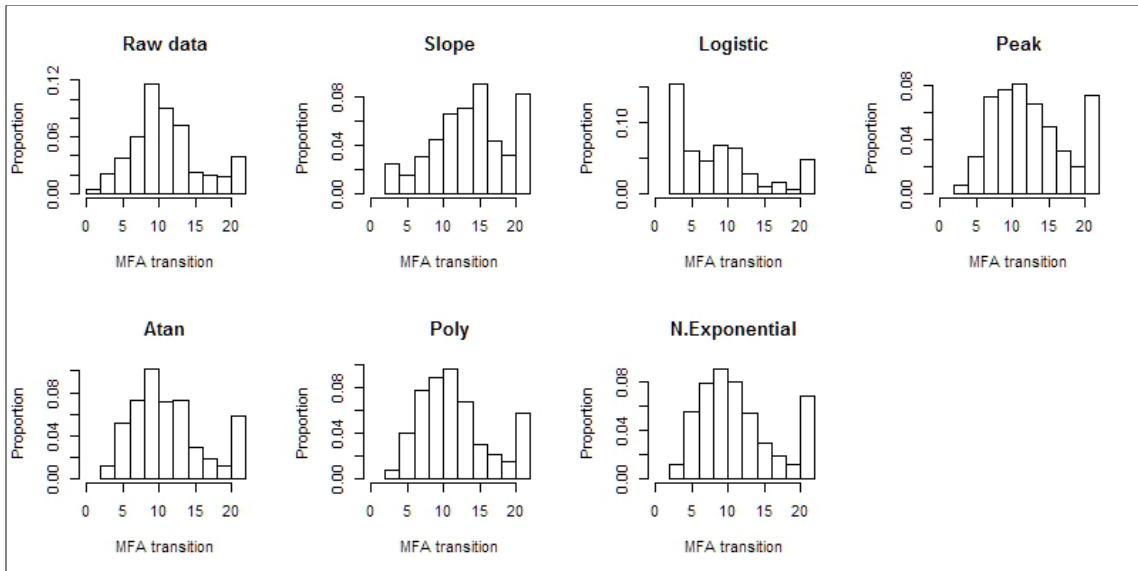 Raw data
Slope
Logistic
Peak
Proportion
0.00 0.06 0.12
0 5 10 15 20
MFA transition
Proportion
0.00 0.04 0.08
0 5 10 15 20
MFA transition
Proportion
0.00 0.10
0 5 10 15 20
MFA transition
Proportion
0.00 0.04 0.08
0 5 10 15 20
MFA transition
Atan
Poly
N.Exponential
Proportion
0.00 0.04 0.08
0 5 10 15 20
MFA transition
Proportion
0.00 0.04 0.08
0 5 10 15 20
MFA transition
Proportion
0.00 0.04 0.08
0 5 10 15 20
MFA transition